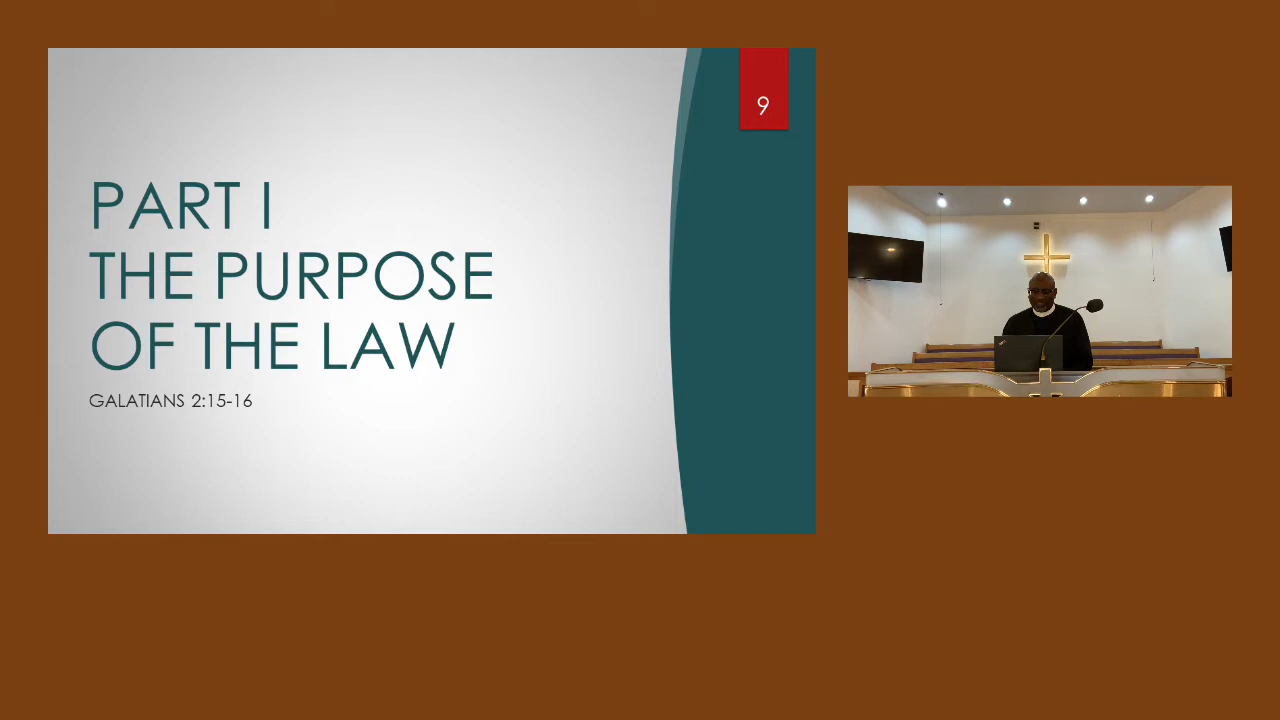 9
PART I
THE PURPOSE
OF THE LAW
GALATIANS 2:15-16